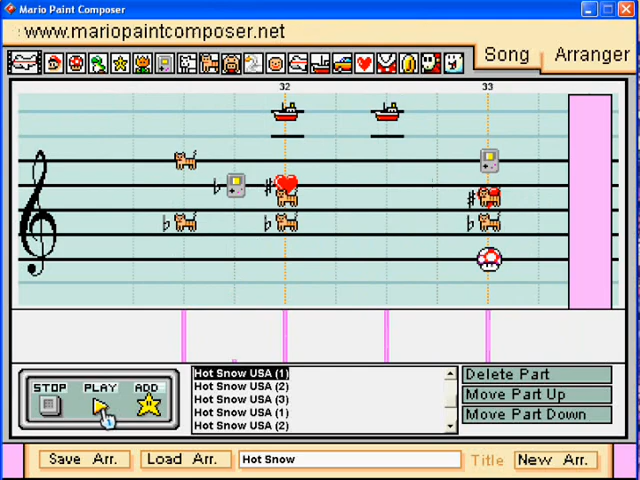 Mario Paint Composer
www.mariopaintcomposer.net
Song
Arranger
32
33
STOP
PLAY
ADD
Hot Snow USA (1)
Hot Snow USA (2)
Hot Snow USA (3)
Hot Snow USA (1)
Hot Snow USA (2)
Delete Part
Move Part Up
Move Part Down
Save Arr.
Load Arr.
Hot Snow
Title
New Arr.